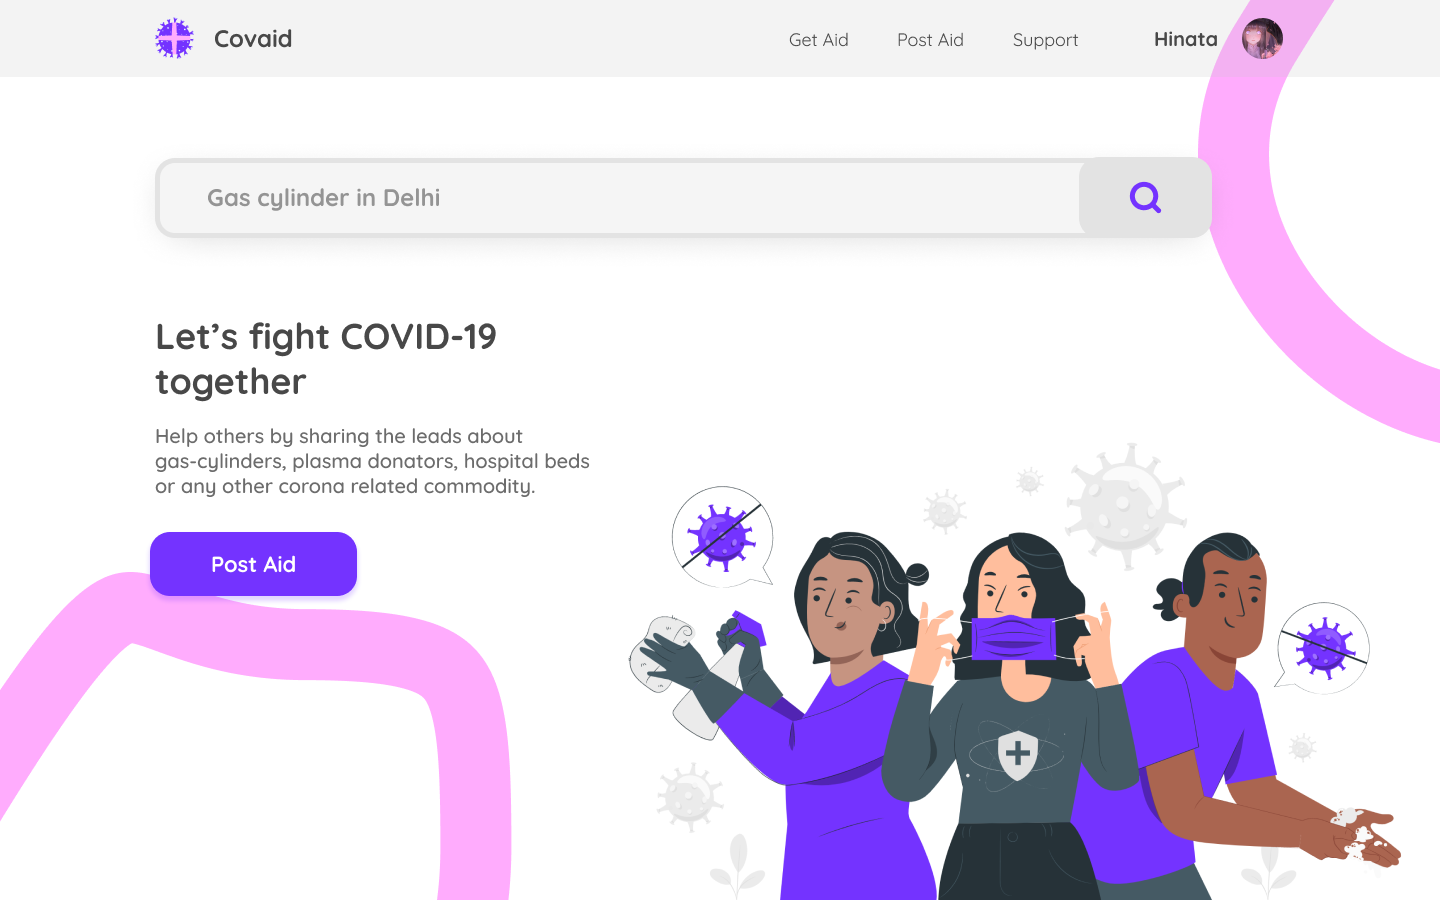 Covaid
Get Aid
Post Aid
Support
Hinata
Gas cylinder in Delhi
Let’s fight COVID-19
together
Help others by sharing the leads about
gas-cylinders, plasma donators, hospital beds
or any other corona related commodity.
Post Aid